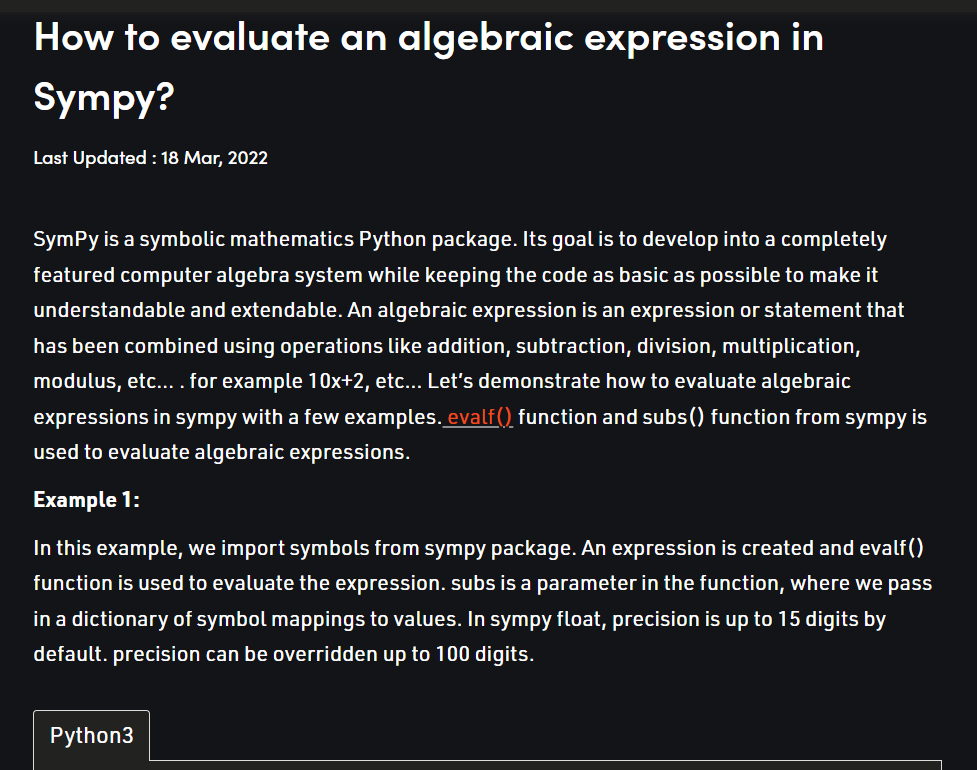 How to evaluate an algebraic expression in
Sympy?
Last Updated : 18 Mar, 2022
SymPy is a symbolic mathematics Python package. Its goal is to develop into a completely
featured computer algebra system while keeping the code as basic as possible to make it
understandable and extendable. An algebraic expression is an expression or statement that
has been combined using operations like addition, subtraction, division, multiplication,
modulus, etc... . for example 10x+2, etc... Let’s demonstrate how to evaluate algebraic
expressions in sympy with a few examples. evalf() function and subs() function from sympy is
used to evaluate algebraic expressions.
Example 1:
In this example, we import symbols from sympy package. An expression is created and evalf()
function is used to evaluate the expression. subs is a parameter in the function, where we pass
in a dictionary of symbol mappings to values. In sympy float, precision is up to 15 digits by
default. precision can be overridden up to 100 digits.
Python3